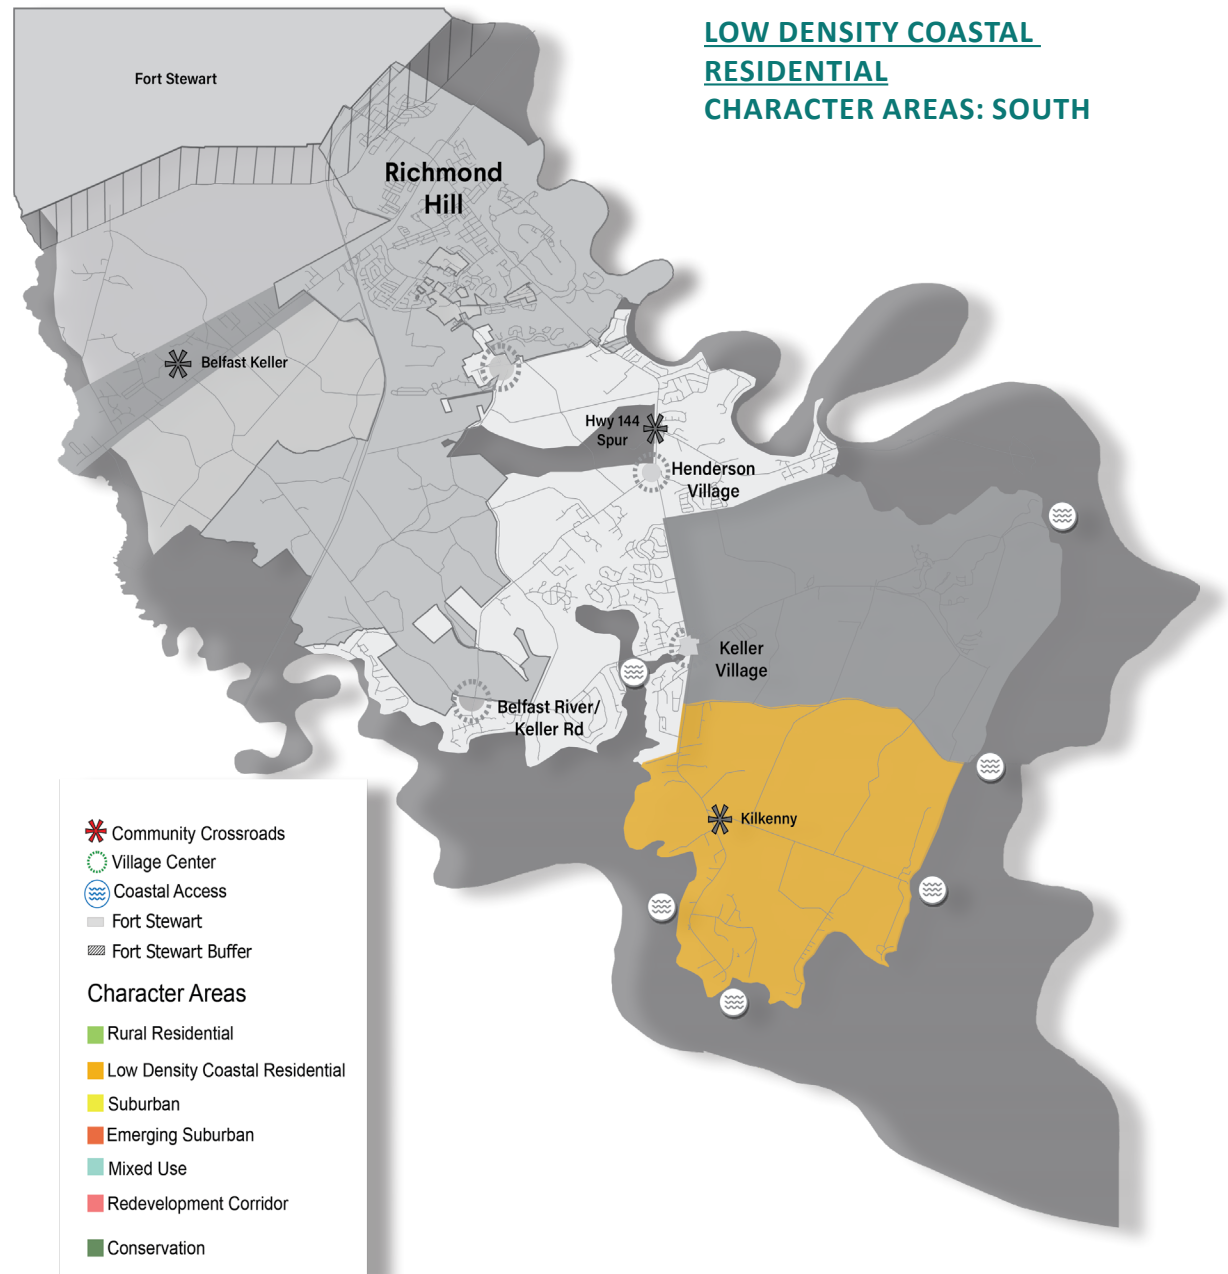 LOW DENSITY COASTAL
RESIDENTIAL
CHARACTER AREAS: SOUTH
Fort Stewart
Richmond
Hill
Belfast Keller
Hwy 144
Spur
Henderson
Village
Keller
Village
Belfast River/
Keller Rd
Kilkenny
Community Crossroads
Village Center
Coastal Access
Fort Stewart
Fort Stewart Buffer
Character Areas
Rural Residential
Low Density Coastal Residential
Suburban
Emerging Suburban
Mixed Use
Redevelopment Corridor
Conservation